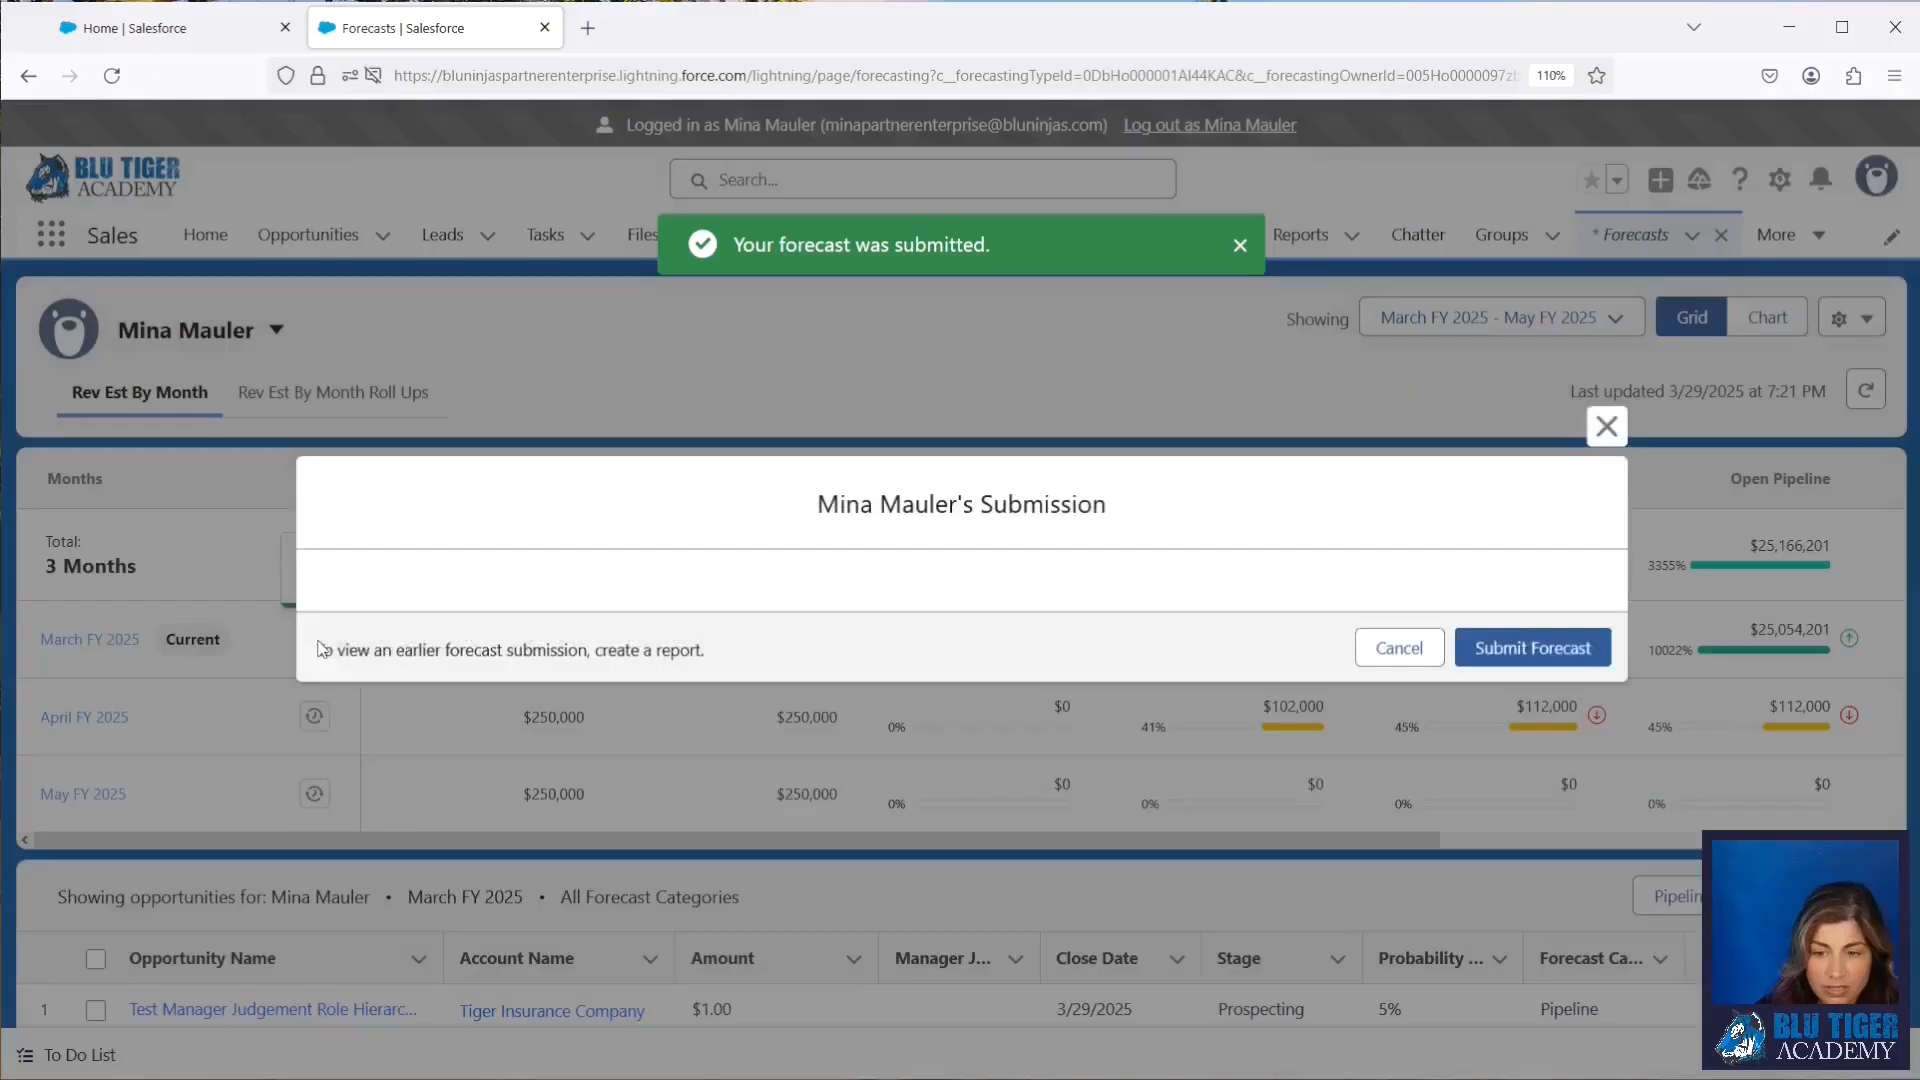 Home | Salesforce
Forecasts | Salesforce
https://bluninjaspartnerenterprise.lightning.force.com/lightning/page/forecasting?c__forecastingTypeId=0DbHo000001AI44KAC&c__forecastingOwnerId=005Ho0000097z
110%
Logged in as Mina Mauler (minapartnerenterprise@bluninjas.com) Log out as Mina Mauler
BLU TIGER
ACADEMY
Search...
Sales Home Opportunities Leads Tasks Files Reports Chatter Groups * Forecasts More
Your forecast was submitted.
Mina Mauler
Showing March FY 2025 - May FY 2025 Grid Chart
Rev Est By Month Rev Est By Month Roll Ups
Last updated 3/29/2025 at 7:21 PM
Months Open Pipeline
Mina Mauler's Submission
Total:
3 Months
$25,166,201
3355%
March FY 2025 Current
$25,054,201
10022%
view an earlier forecast submission, create a report.
Cancel Submit Forecast
April FY 2025 $250,000 $250,000 $0 $102,000 $112,000 $112,000
0% 41% 45% 45%
May FY 2025 $250,000 $250,000 $0 $0 $0 $0
0% 0% 0% 0%
Showing opportunities for: Mina Mauler • March FY 2025 • All Forecast Categories
Pipelin
Opportunity Name Account Name Amount Manager J... Close Date Stage Probability ... Forecast Ca...
1 Test Manager Judgement Role Hierarc... Tiger Insurance Company $1.00 3/29/2025 Prospecting 5% Pipeline
To Do List
BLU TIGER
ACADEMY